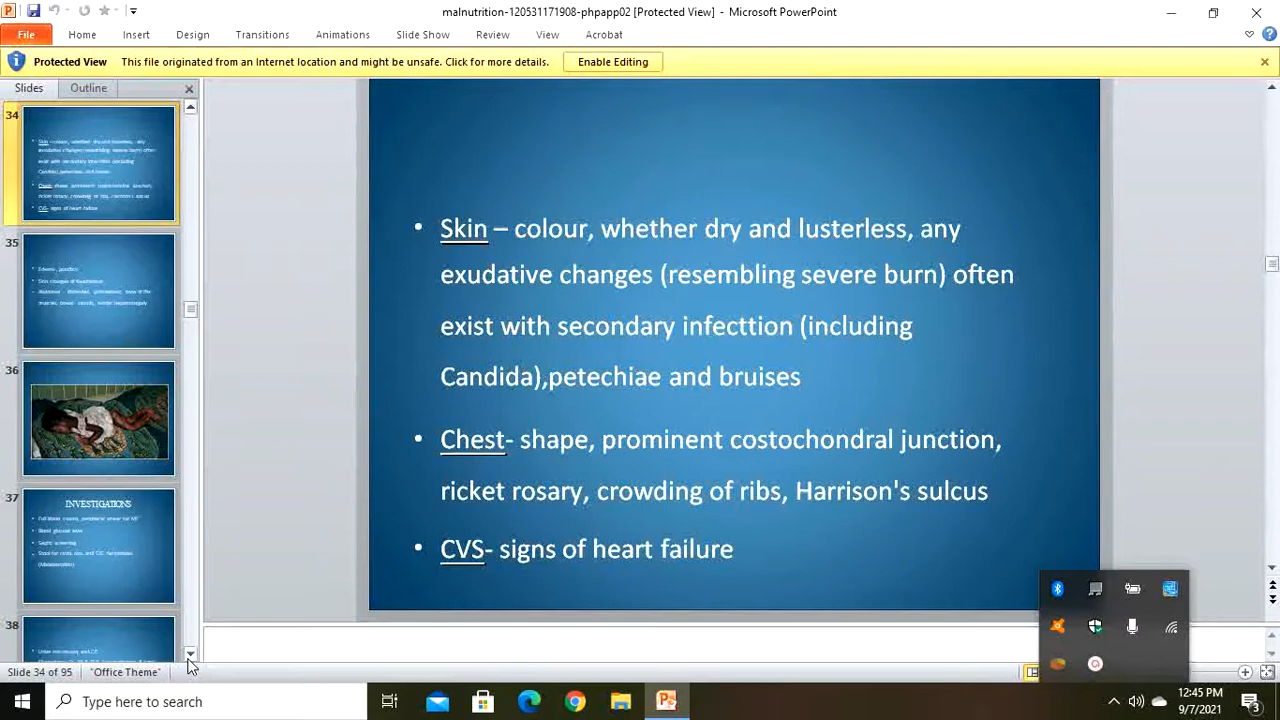 malnutrition-120531171908-phpapp02 [Protected View] - Microsoft PowerPoint
File Home Insert Design Transitions Animations Slide Show Review View Acrobat
Protected View This file originated from an Internet location and might be unsafe. Click for more details. Enable Editing
Slides Outline
34
35
36
37
INVESTIGATIONS
38
• Skin – colour, whether dry and lusterless, any
exudative changes (resembling severe burn) often
exist with secondary infecttion (including
Candida),petechiae and bruises
• Chest- shape, prominent costochondral junction,
ricket rosary, crowding of ribs, Harrison's sulcus
• CVS- signs of heart failure
Slide 34 of 95 "Office Theme"
Type here to search
12:45 PM
9/7/2021
3